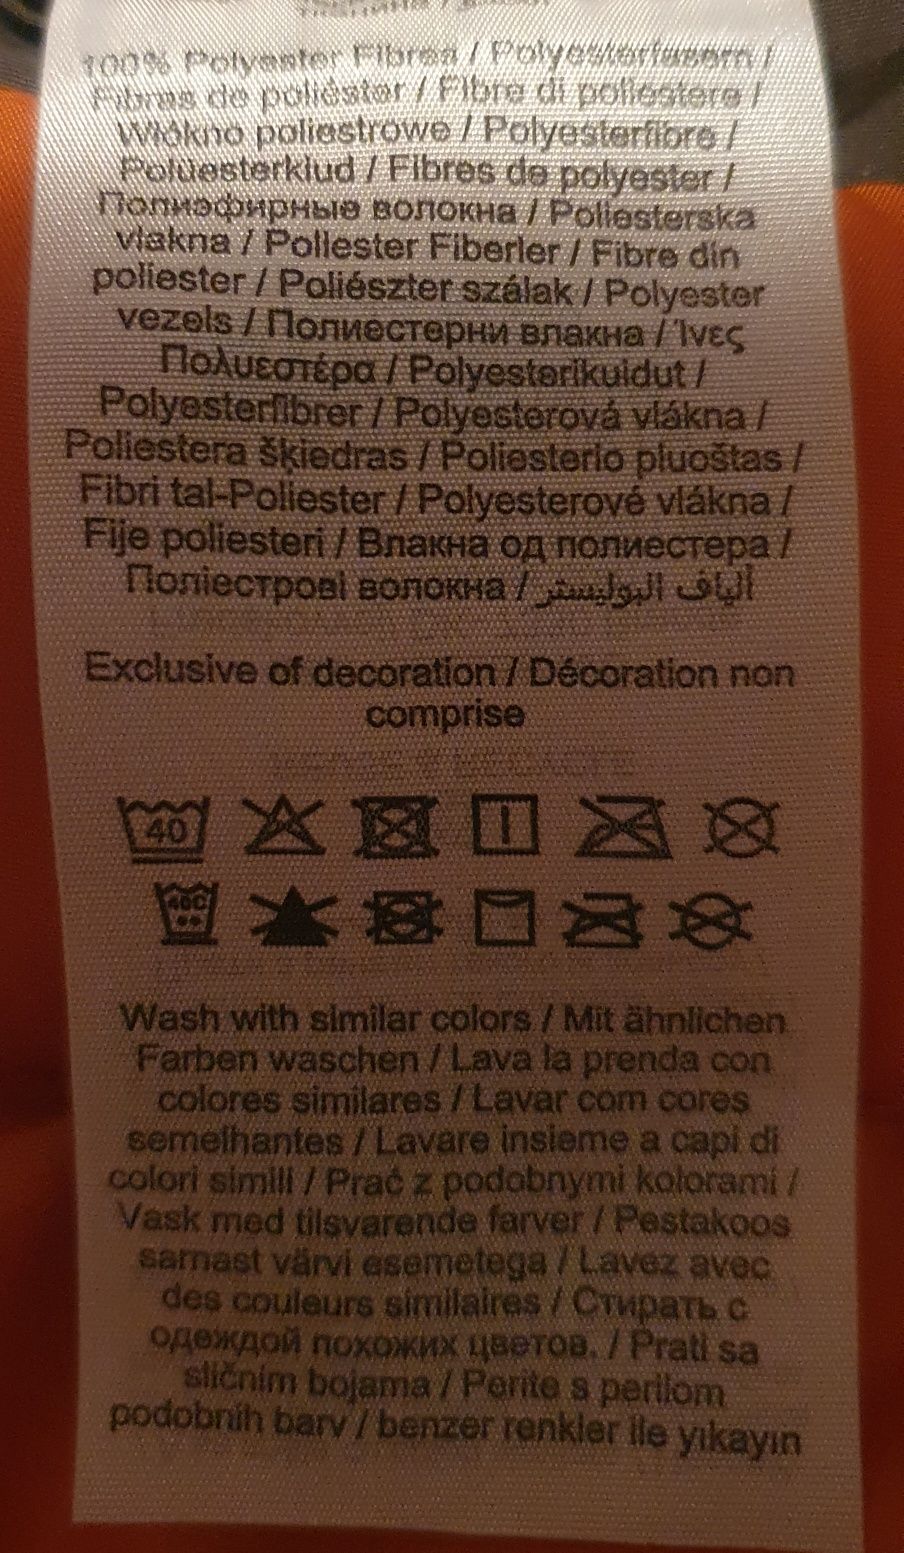 100% Polyester Fibres / Polyesterfasern /
Fibras de poliéster / Fibre di poliestere /
Włókno poliestrowe / Polyesterfibre /
Polüesterkiud / Fibres de polyester /
Полиэфирные волокна / Poliesterska
vlakna / Poliester Fiberler / Fibre din
poliester / Poliészter szálak / Polyester
vezels / Полиестерни влакна / Ίνες
Πολυεστέρα / Polyesterikuidut /
Polyesterfibrer / Polyesterová vlákna /
Poliestera šķiedras / Poliesterio pluoštas /
Fibri tal-Poliester / Polyesterové vlákna /
Fije poliesteri / Влакна од полиестера /
Поліестрові волокна / ألياف البوليستر
Exclusive of decoration / Décoration non
comprise
40
40C
Wash with similar colors / Mit ähnlichen
Farben waschen / Lava la prenda con
colores similares / Lavar com cores
semelhantes / Lavare insieme a capi di
colori simili / Prać z podobnymi kolorami /
Vask med tilsvarende farver / Pestakoos
sarnast värvi esemetega / Lavez avec
des couleurs similaires / Стирать с
одеждой похожих цветов. / Prati sa
sličnim bojama / Perite s perilom
podobnih barv / benzer renkler ile yıkayın